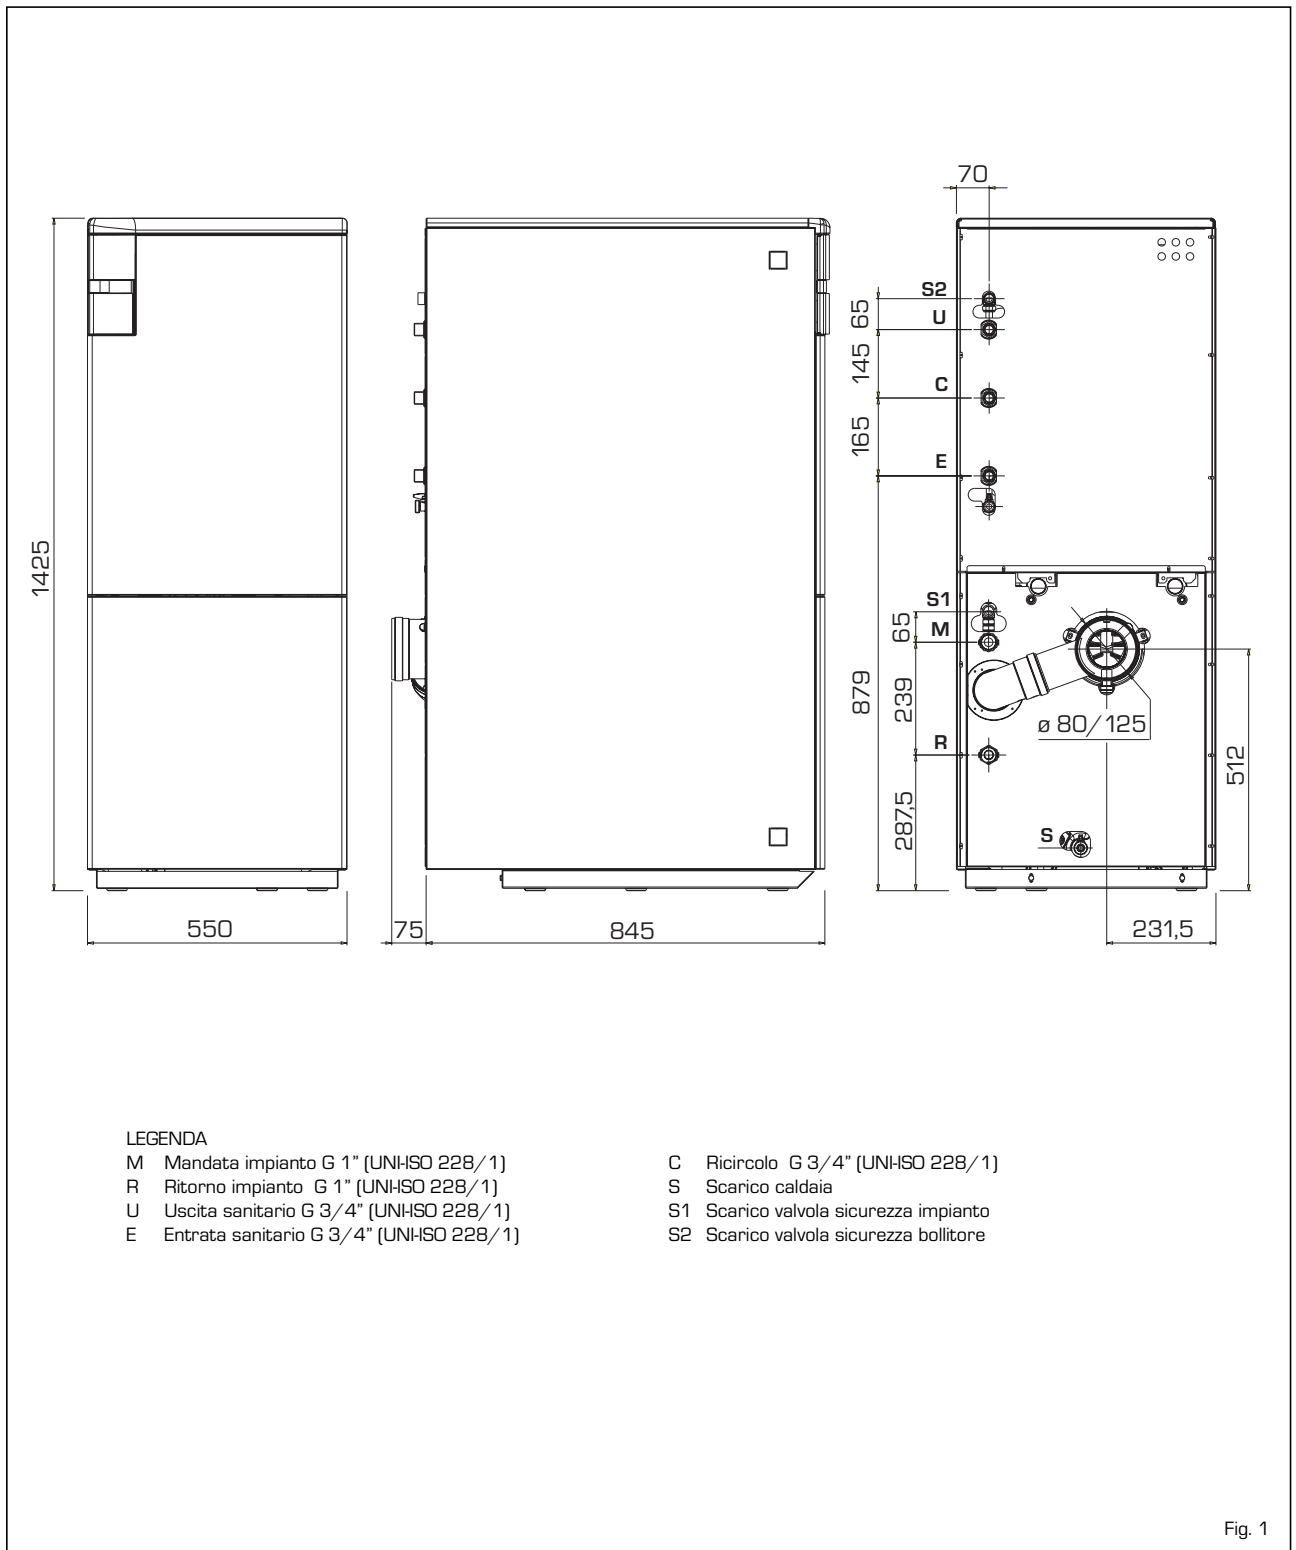 70
S2
65
U
145
C
165
E
1425
S1
65
M
879
239
ø 80/125
R
512
287,5
S
550
75
845
231,5
LEGENDA
M Mandata impianto G 1” (UNI-ISO 228/1)
R Ritorno impianto G 1” (UNI-ISO 228/1)
U Uscita sanitario G 3/4” (UNI-ISO 228/1)
E Entrata sanitario G 3/4” (UNI-ISO 228/1)
C Ricircolo G 3/4” (UNI-ISO 228/1)
S Scarico caldaia
S1 Scarico valvola sicurezza impianto
S2 Scarico valvola sicurezza bollitore
Fig. 1